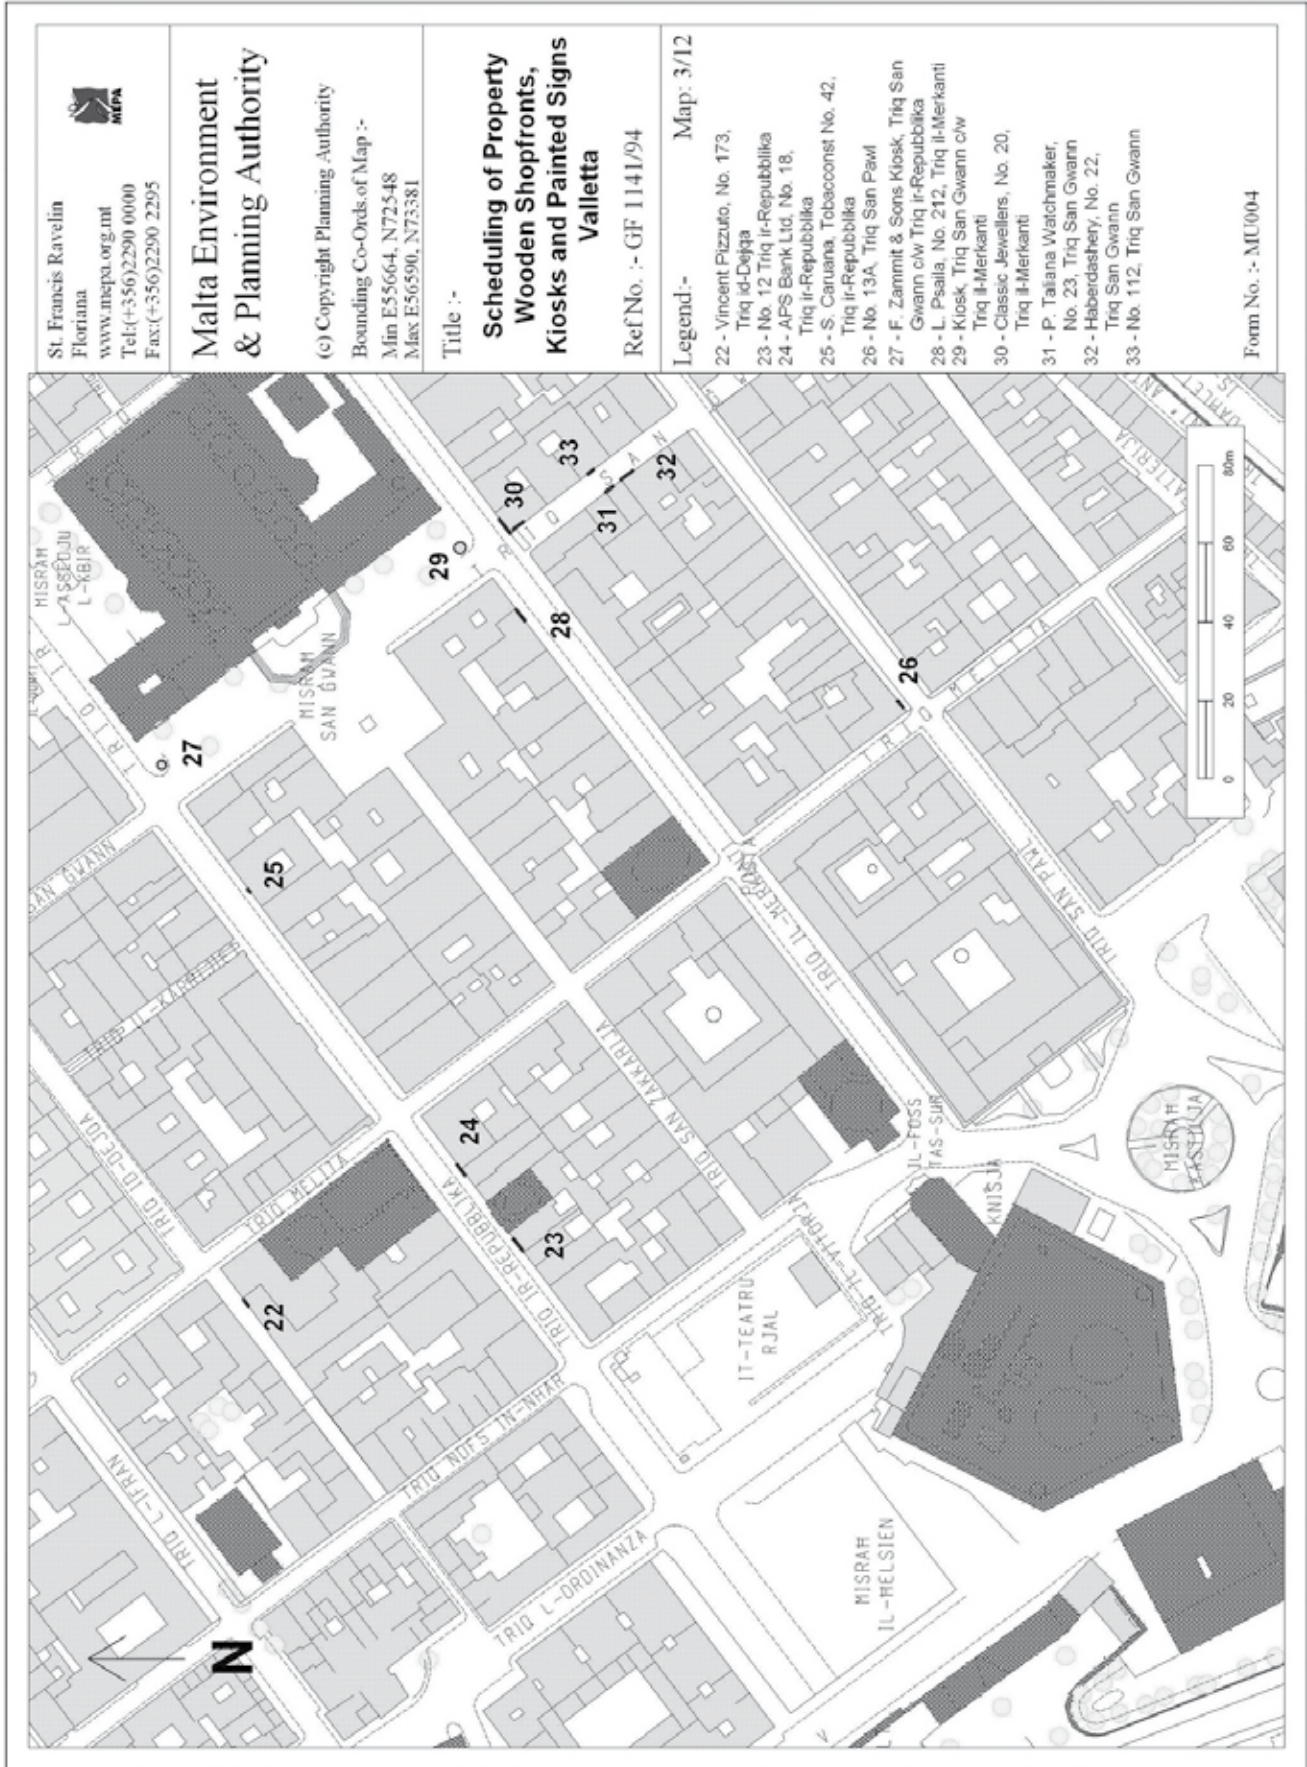 St. Francis Ravelin
Floriana
www.mepa.org.mt
Tel:(+356)2290 0000
Fax:(+356)2290 2295
MEPA
Malta Environment
& Planning Authority
(c) Copyright Planning Authority
Bounding Co-Ords.of Map :-
Min E55664, N72548
Max E56590, N73381
Title :-
Scheduling of Property
Wooden Shopfronts,
Kiosks and Painted Signs
Valletta
Ref No. :- GF 1141/94
Legend:- Map: 3/12
22 - Vincent Pizzuto, No. 173,
Triq id-Dejqa
23 - No. 12 Triq ir-Repubblika
24 - APS Bank Ltd, No. 18,
Triq ir-Repubblika
25 - S. Caruana, Tobacconst No. 42,
Triq ir-Repubblika
26 - No. 13A, Triq San Pawl
27 - F. Zammit & Sons Kiosk, Triq San
Gwann c/w Triq ir-Repubblika
28 - L. Psaila, No. 212, Triq il-Merkanti
29 - Kiosk, Triq San Gwann c/w
Triq il-Merkanti
30 - Classic Jewellers, No. 20,
Triq il-Merkanti
31 - P. Taliana Watchmaker,
No. 23, Triq San Gwann
32 - Haberdashery, No. 22,
Triq San Gwann
33 - No. 112, Triq San Gwann
Form No. :- MU004
N
22
23
24
25
26
27
28
29
30
31
32
33
MISRAĦ
L-ASSEDJU
L-KBIR
MISRAĦ
SAN ĠWANN
SAN ĠWANN
TRIQ
TRIQ ID-DEJQA
TRIQ MELITA
TRIQ L-IFRAN
TRIQ NOFS IN-NHAR
TRIQ L-ORDINANZA
TRIQ IR-REPUBBLIKA
TRIQ SAN ZAKKARIJA
TRIQ IL-MERKANTI
POSTA
TRIQ MELITA
TRIQ SAN PAWL
TRIQ SAN
IT-TEATRU
RJAL
TRIQ IL-VITTORJA
IL-FOSS
TAS-SUR
KNISJA
MISRAĦ
KASTILJA
MISRAĦ
IL-ĦELSIEN
0 20 40 60 80m